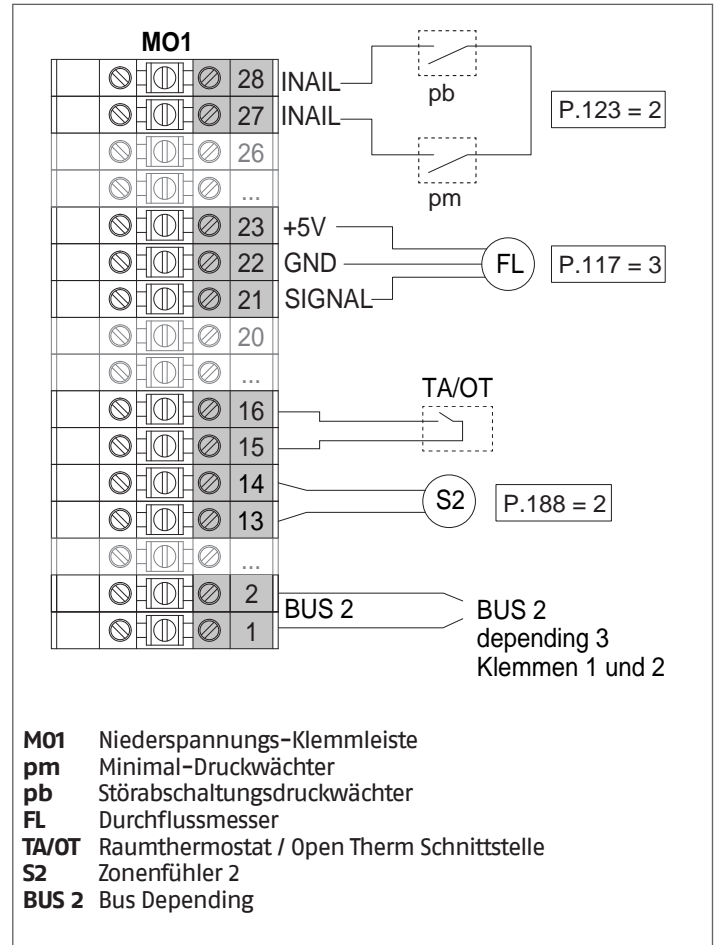 MO1
28 INAIL
pb
27 INAIL
P.123 = 2
26
...
pm
23 +5V
22 GND
FL
P.117 = 3
21 SIGNAL
20
...
TA/OT
16
15
14
S2
P.188 = 2
13
...
2
BUS 2
BUS 2
1
depending 3
Klemmen 1 und 2
MO1 Niederspannungs-Klemmleiste
pm Minimal-Druckwächter
pb Störabschaltungsdruckwächter
FL Durchflussmesser
TA/OT Raumthermostat / Open Therm Schnittstelle
S2 Zonenfühler 2
BUS 2 Bus Depending